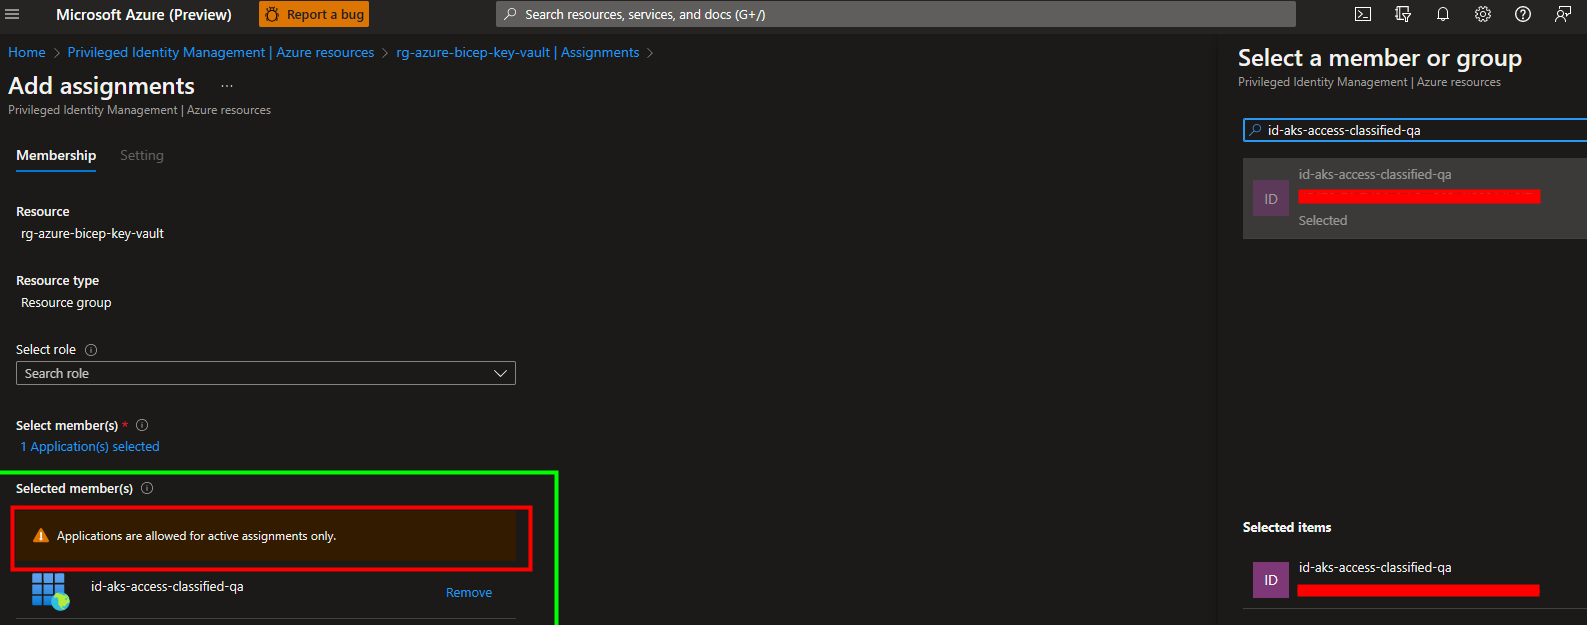 Microsoft Azure (Preview)
Report a bug
Search resources, services, and docs (G+/)
Home > Privileged Identity Management | Azure resources > rg-azure-bicep-key-vault | Assignments >
Add assignments ...
Privileged Identity Management | Azure resources
Membership Setting
Resource
rg-azure-bicep-key-vault
Resource type
Resource group
Select role
Search role
Select member(s) *
1 Application(s) selected
Selected member(s)
Applications are allowed for active assignments only.
id-aks-access-classified-qa
Remove
Select a member or group
Privileged Identity Management | Azure resources
id-aks-access-classified-qa
ID
id-aks-access-classified-qa
Selected
Selected items
ID
id-aks-access-classified-qa